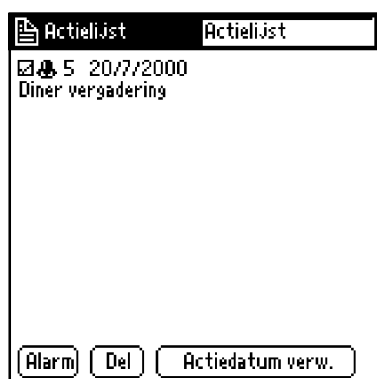 Actielijst Actielijst
5 20/7/2000
Diner vergadering
Alarm Del Actiedatum verw.